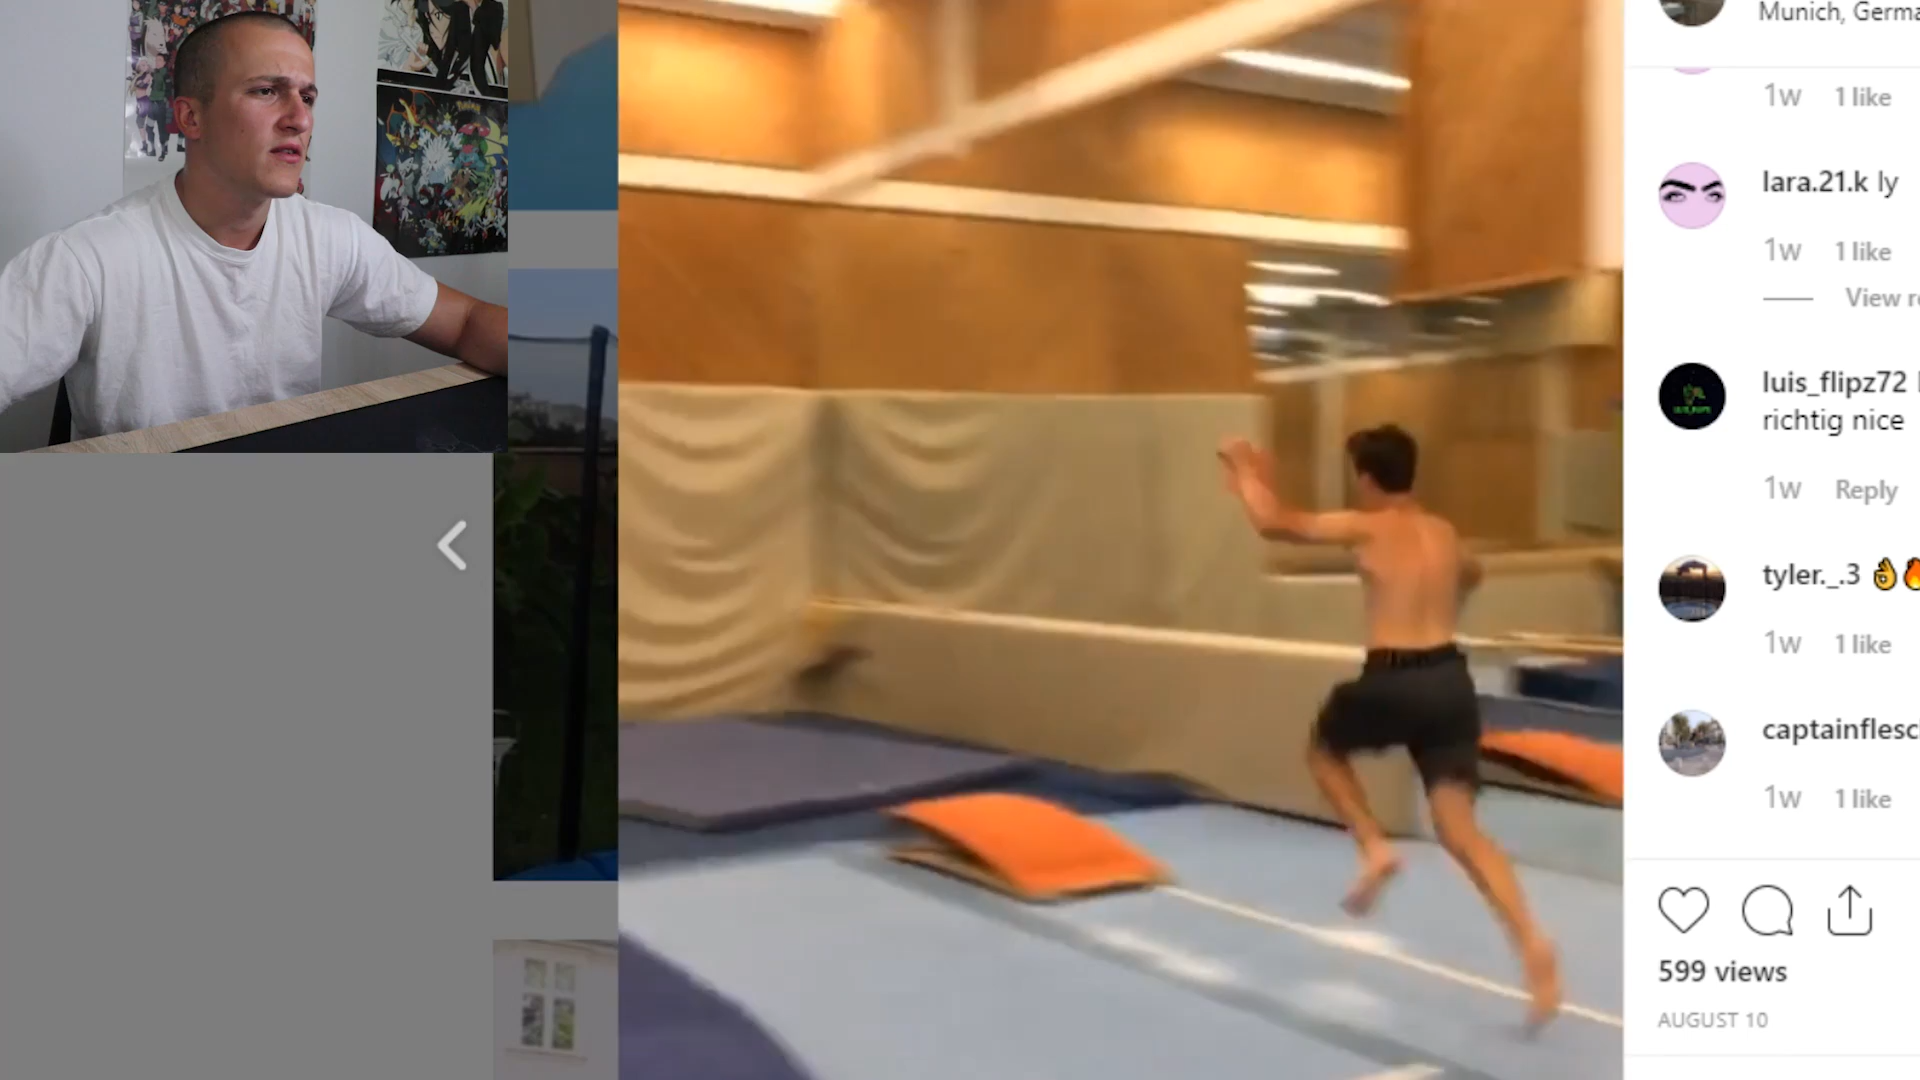 Munich, Germa
1w 1 like
lara.21.k ly
1w 1 like
View re
luis_flipz72
richtig nice
1w Reply
tyler._.3 👌🔥
1w 1 like
captainflesc
1w 1 like
599 views
AUGUST 10